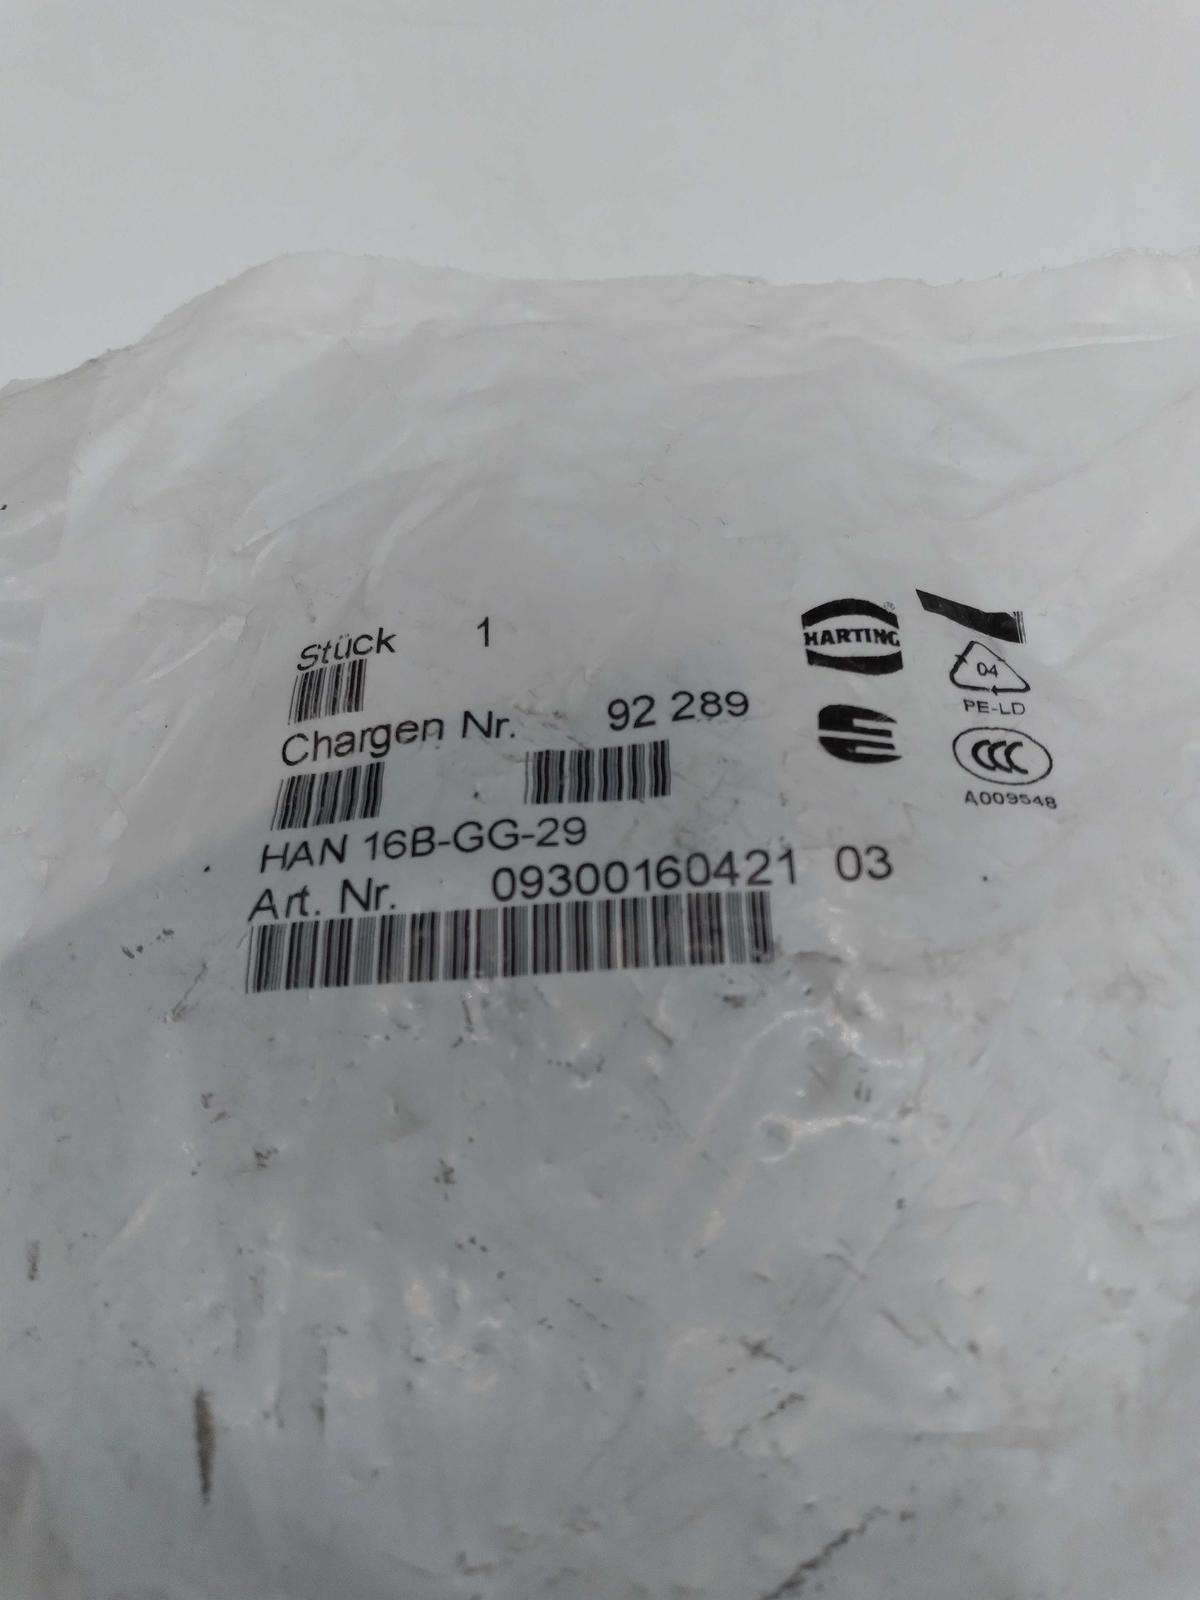 Stück 1
Chargen Nr. 92 289
HAN 16B-GG-29
Art. Nr. 09300160421 03
HARTING
04
PE-LD
CCC
A009548